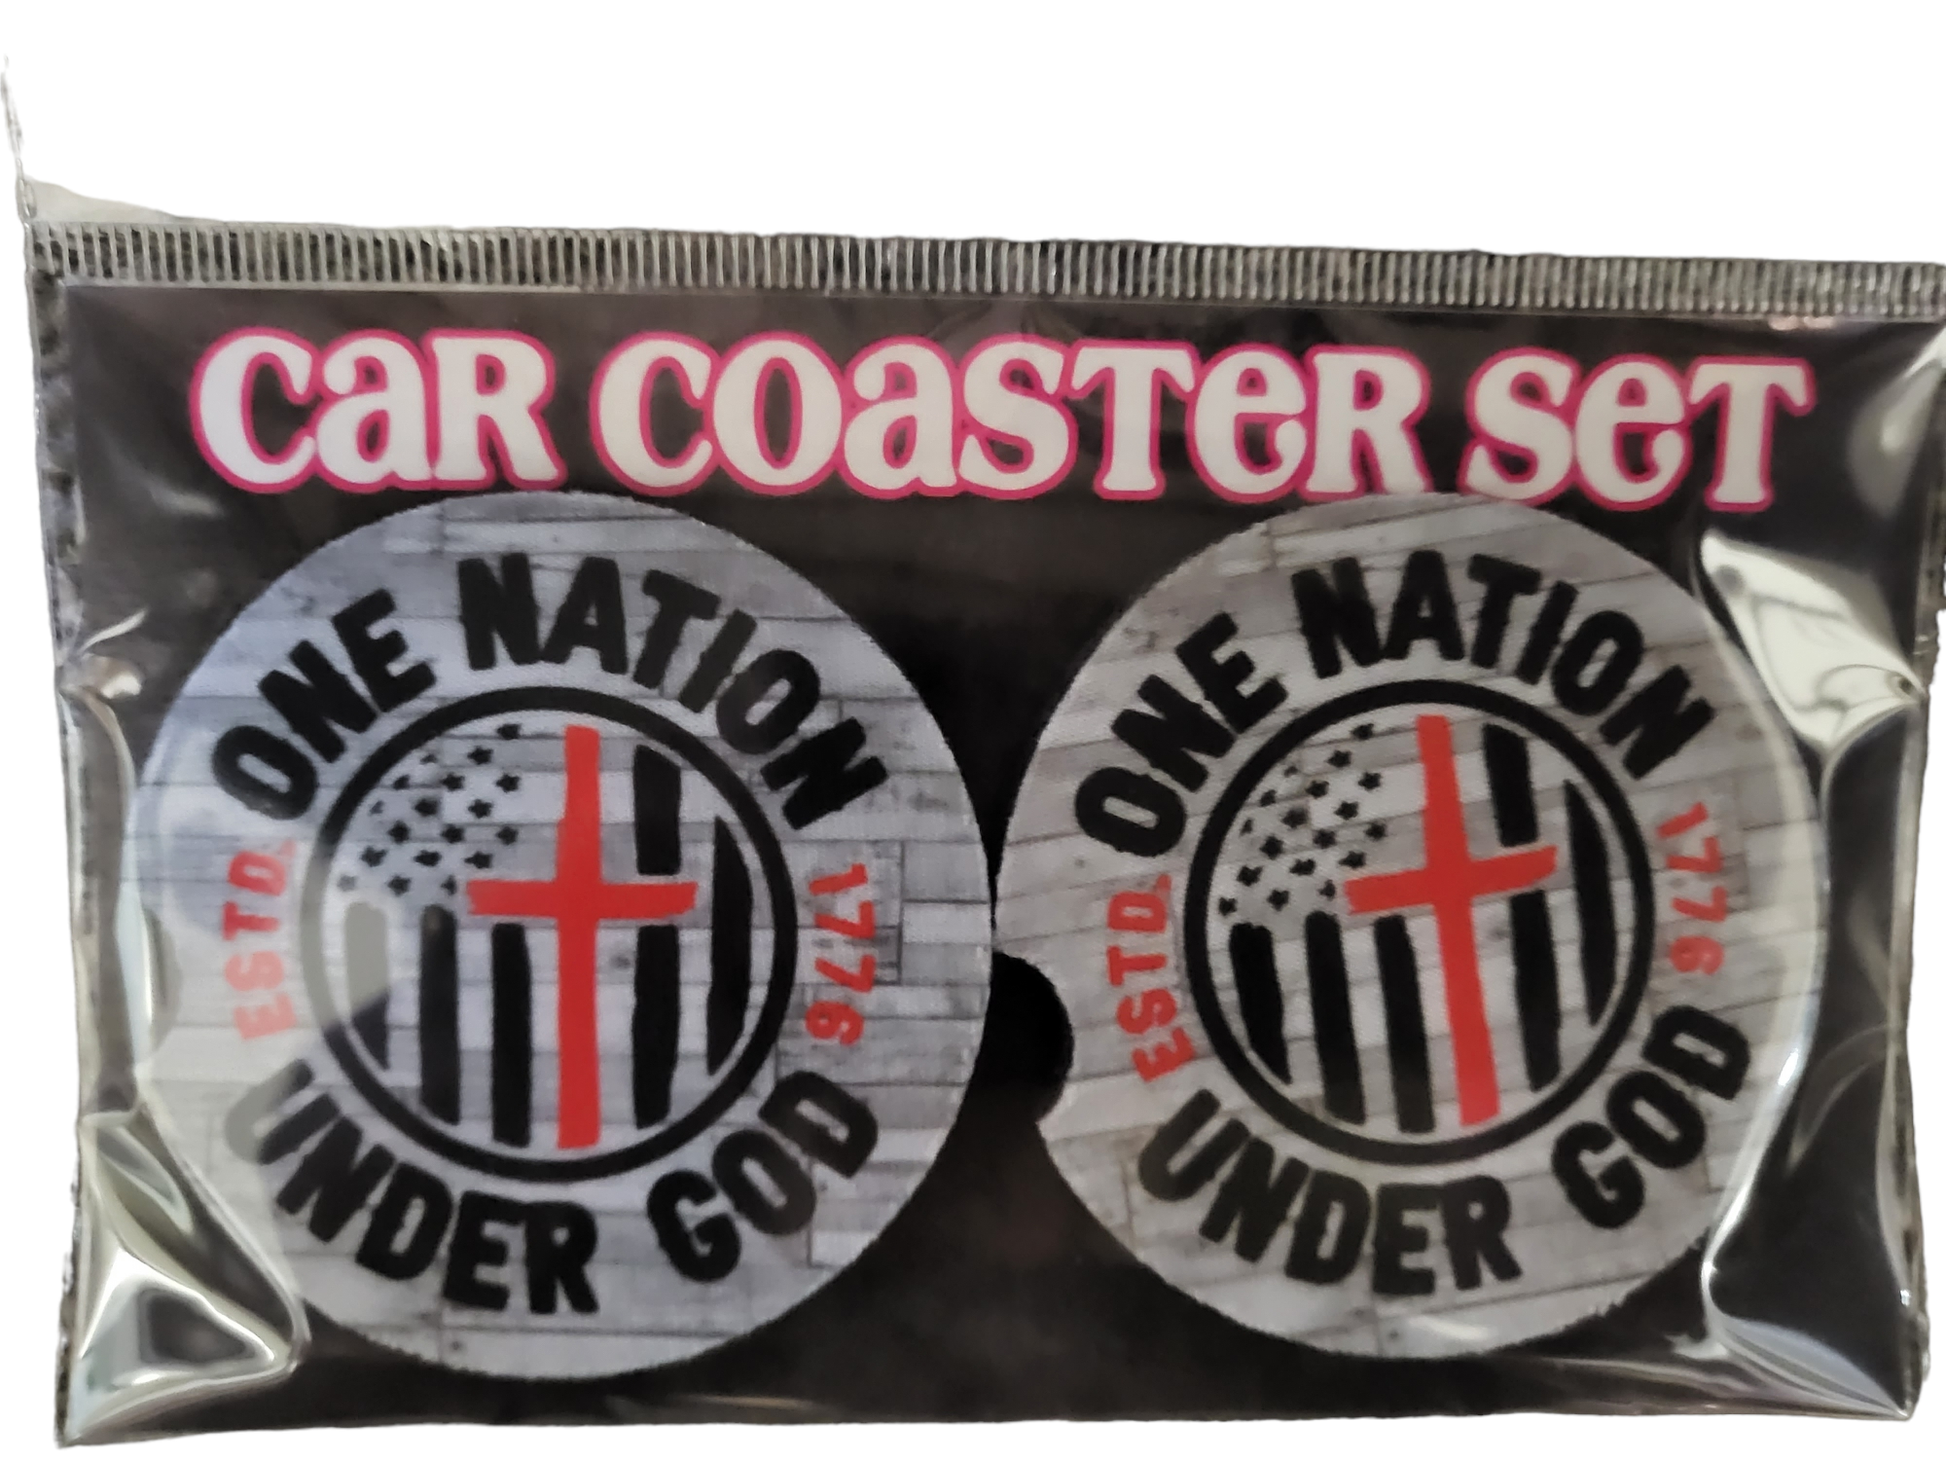 CaR COaSTeR SeT
ONE NATION
ESTD. 1776
UNDER GOD
ONE NATION
ESTD. 1776
UNDER GOD